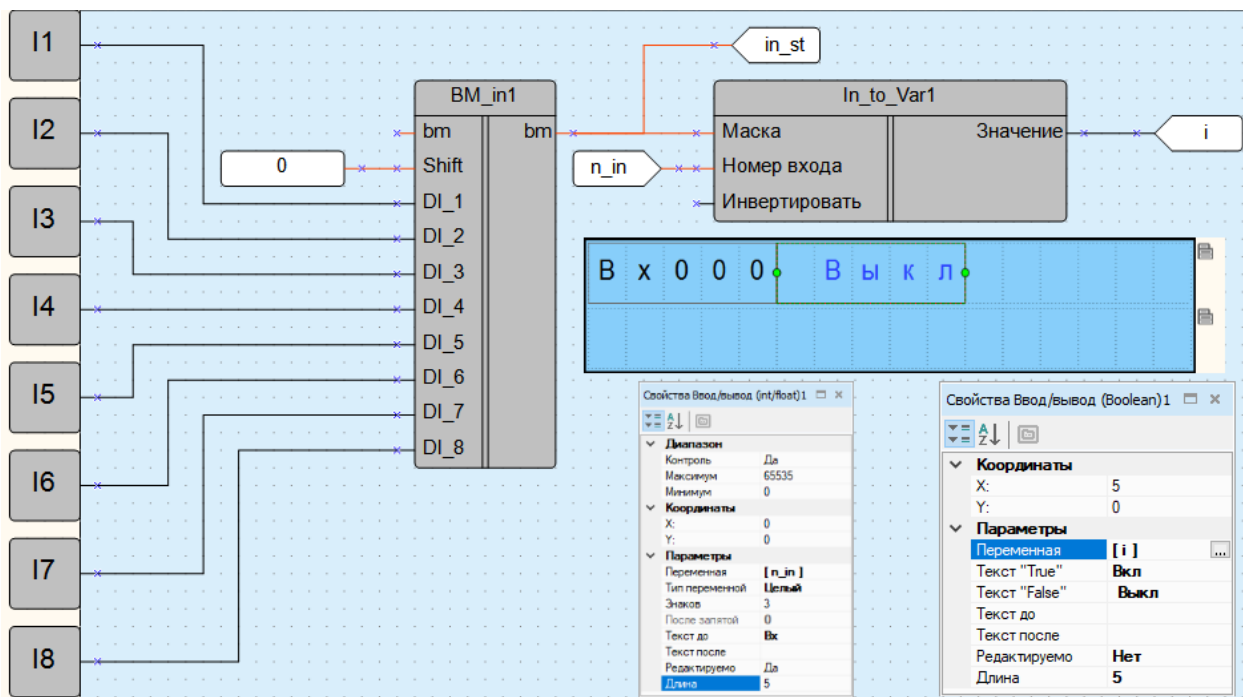 I1
I2
I3
I4
I5
I6
I7
I8
0
BM_in1
bm bm
Shift
DI_1
DI_2
DI_3
DI_4
DI_5
DI_6
DI_7
DI_8
in_st
n_in
In_to_Var1
Маска Значение
Номер входа
Инвертировать
i
Вх000 Выкл
Свойства Ввод/вывод (int/float)1
Диапазон
Контроль Да
Максимум 65535
Минимум 0
Координаты
X: 0
Y: 0
Параметры
Переменная [ n_in ]
Тип переменной Целый
Знаков 3
После запятой 0
Текст до Вх
Текст после
Редактируемо Да
Длина 5
Свойства Ввод/вывод (Boolean)1
Координаты
X: 5
Y: 0
Параметры
Переменная [ i ] ...
Текст "True" Вкл
Текст "False" Выкл
Текст до
Текст после
Редактируемо Нет
Длина 5